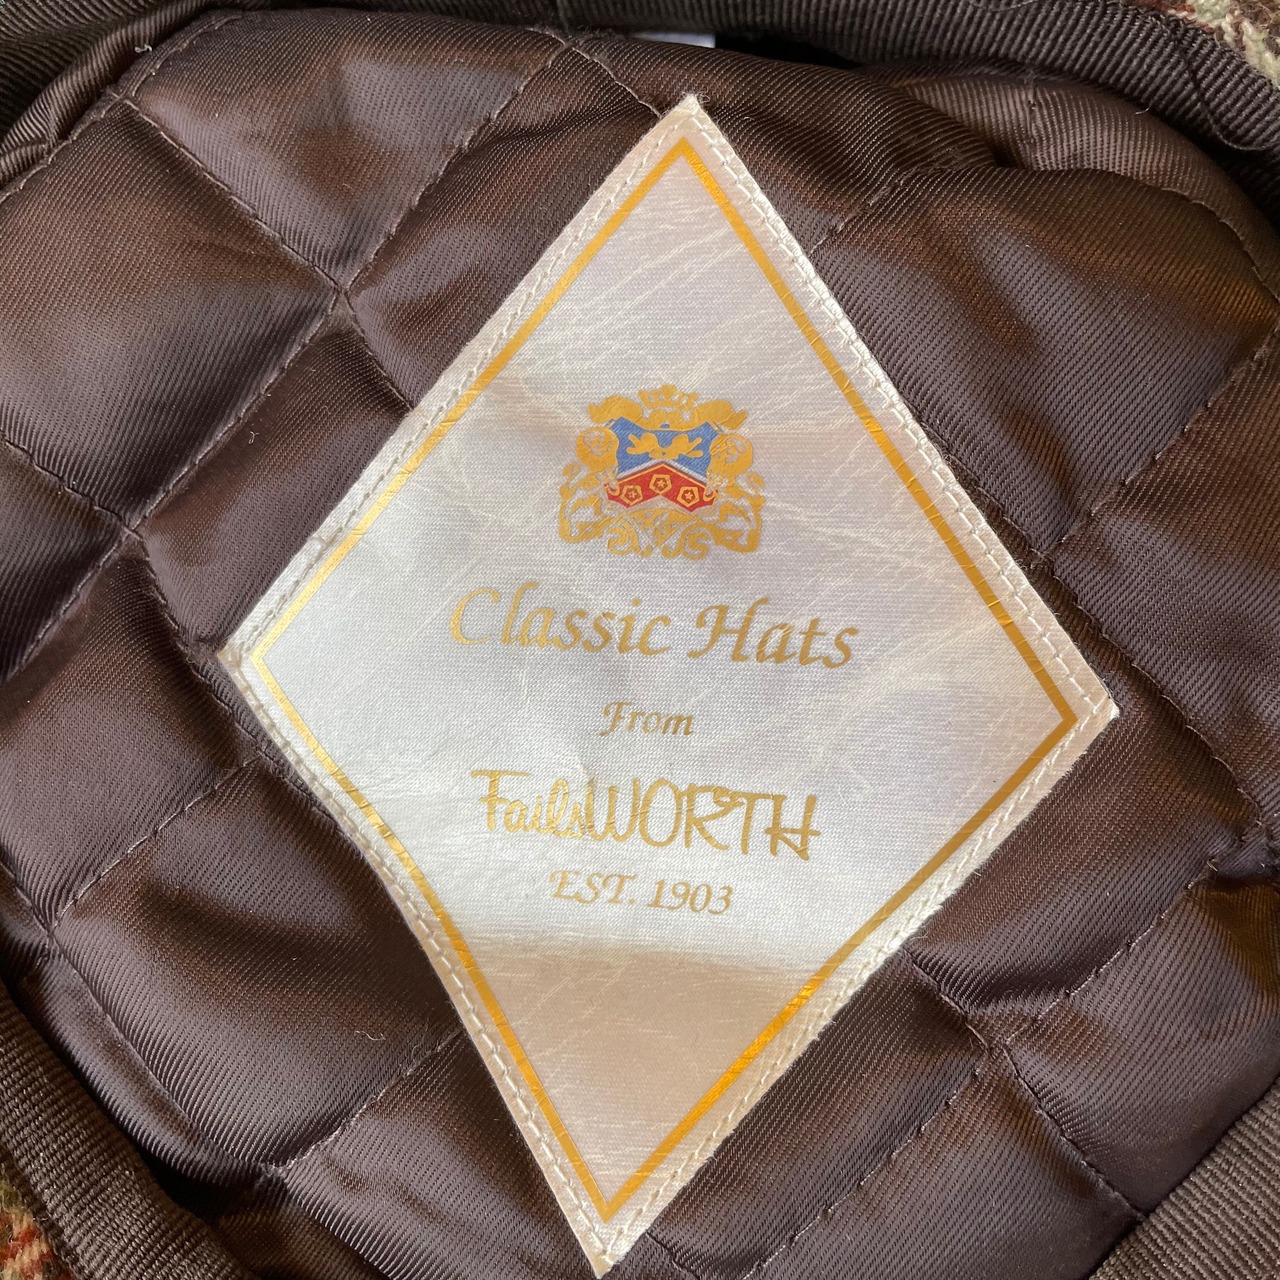 Classic Hats
From
FailsWORTH
EST. 1903